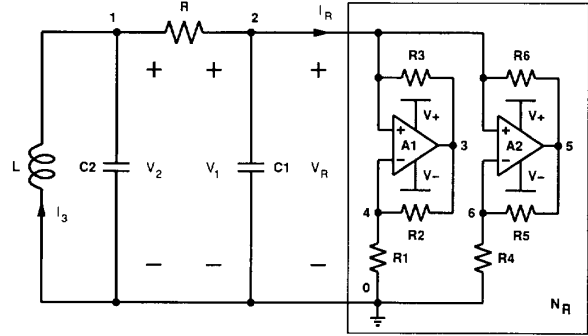 1 R 2 I_R
R3 R6
V+ V+
+ + +
+ A1 3 + A2 5
− −
L C2 V_2 V_1 C1 V_R
V− V−
I_3 4 R2 6 R5
R1 R4
− − −
0
N_R